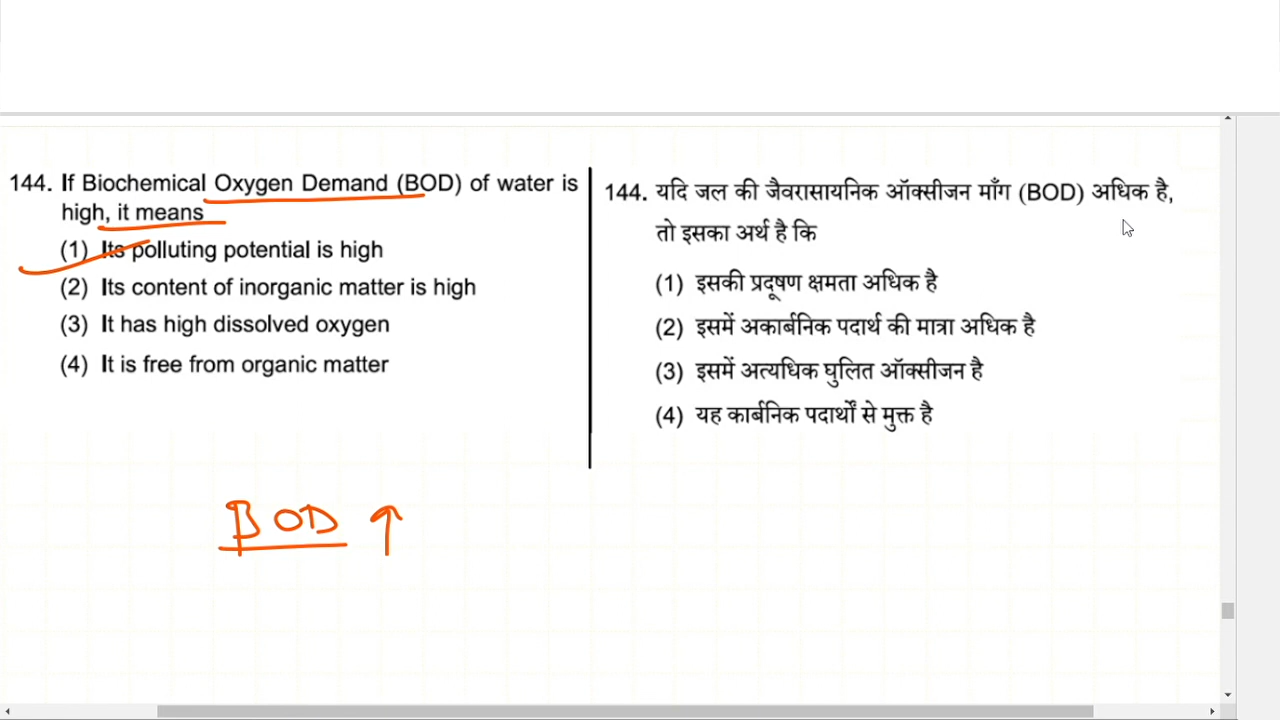 144. If Biochemical Oxygen Demand (BOD) of water is
high, it means
(1) Its polluting potential is high
(2) Its content of inorganic matter is high
(3) It has high dissolved oxygen
(4) It is free from organic matter
144. यदि जल की जैवरासायनिक ऑक्सीजन माँग (BOD) अधिक है,
तो इसका अर्थ है कि
(1) इसकी प्रदूषण क्षमता अधिक है
(2) इसमें अकार्बनिक पदार्थ की मात्रा अधिक है
(3) इसमें अत्यधिक घुलित ऑक्सीजन है
(4) यह कार्बनिक पदार्थों से मुक्त है
BOD ↑